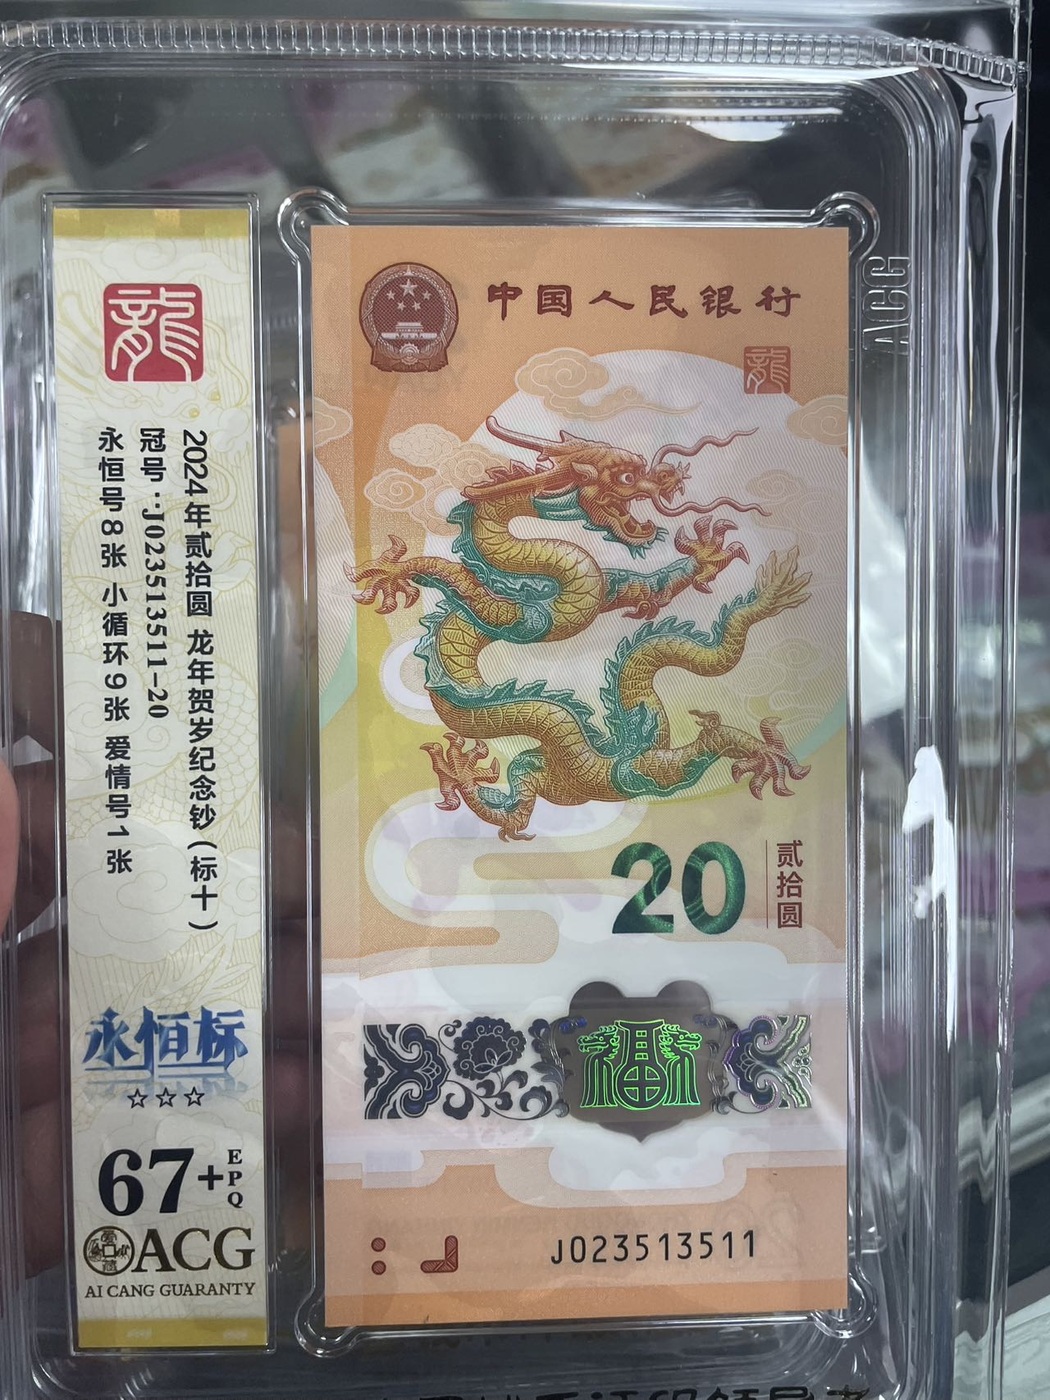 龍
2024年贰拾圆 龙年贺岁纪念钞(标十)
冠号:J023513511-20
永恒号8张 小循环9张 爱情号1张
永恒标
☆☆☆
67+
EPQ
ACG
AI CANG GUARANTY
ACG
中国人民银行
龍
20
贰拾圆
J023513511